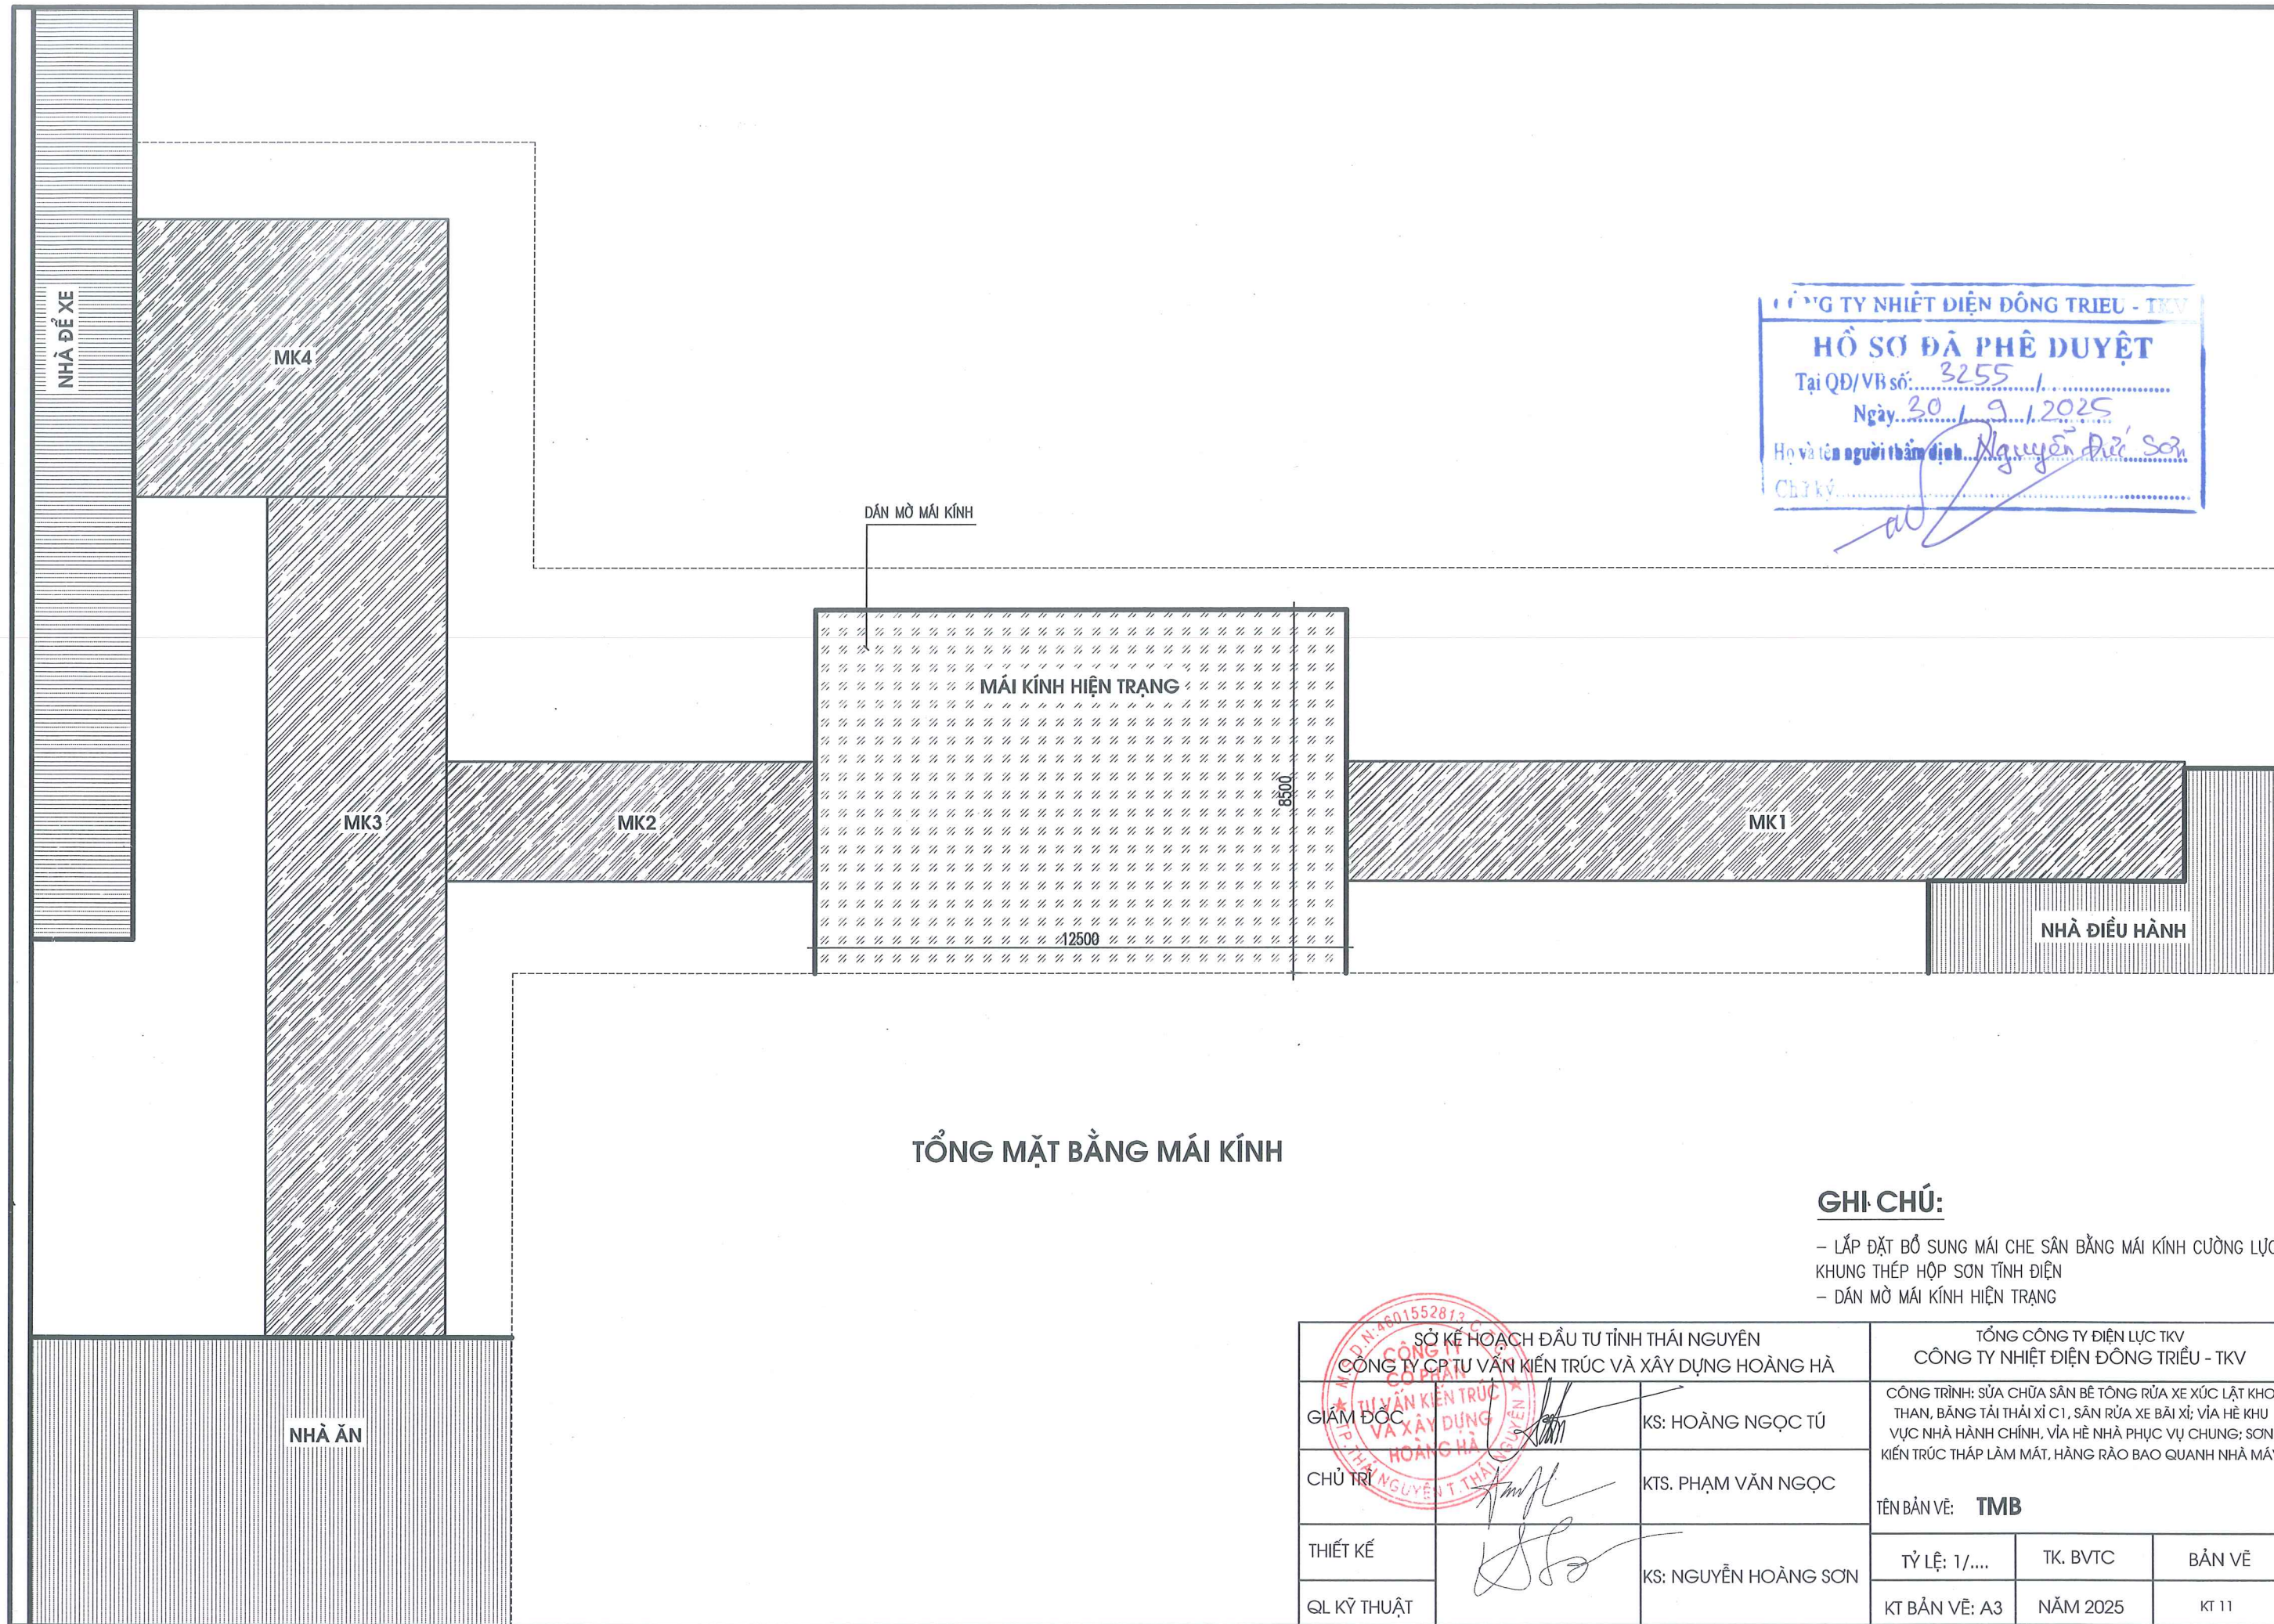 NHÀ ĐỂ XE
MK4
CÔNG TY NHIỆT ĐIỆN ĐÔNG TRIỀU - TKV
HỒ SƠ ĐÃ PHÊ DUYỆT
Tại QĐ/VB số: 3255 /
Ngày 30 / 9 / 2025
Họ và tên người thẩm định Nguyễn Đức Sơn
Chữ ký
DÁN MỜ MÁI KÍNH
MÁI KÍNH HIỆN TRẠNG
8500
12500
MK3
MK2
MK1
NHÀ ĐIỀU HÀNH
TỔNG MẶT BẰNG MÁI KÍNH
GHI CHÚ:
– LẮP ĐẶT BỔ SUNG MÁI CHE SÂN BẰNG MÁI KÍNH CƯỜNG LỰC
KHUNG THÉP HỘP SƠN TĨNH ĐIỆN
– DÁN MỜ MÁI KÍNH HIỆN TRẠNG
NHÀ ĂN
SỞ KẾ HOẠCH ĐẦU TƯ TỈNH THÁI NGUYÊN
CÔNG TY CP TƯ VẤN KIẾN TRÚC VÀ XÂY DỰNG HOÀNG HÀ
M.S.D.N:4601552813-C.T.C.P
CÔNG TY
CỔ PHẦN
TƯ VẤN KIẾN TRÚC
VÀ XÂY DỰNG
HOÀNG HÀ
TP. THÁI NGUYÊN T. THÁI NGUYÊN
GIÁM ĐỐC
KS: HOÀNG NGỌC TÚ
CHỦ TRÌ
KTS. PHẠM VĂN NGỌC
THIẾT KẾ
KS: NGUYỄN HOÀNG SƠN
QL KỸ THUẬT
TỔNG CÔNG TY ĐIỆN LỰC TKV
CÔNG TY NHIỆT ĐIỆN ĐÔNG TRIỀU - TKV
CÔNG TRÌNH: SỬA CHỮA SÂN BÊ TÔNG RỬA XE XÚC LẬT KHO
THAN, BĂNG TẢI THẢI XỈ C1, SÂN RỬA XE BÃI XỈ; VỈA HÈ KHU
VỰC NHÀ HÀNH CHÍNH, VỈA HÈ NHÀ PHỤC VỤ CHUNG; SƠN
KIẾN TRÚC THÁP LÀM MÁT, HÀNG RÀO BAO QUANH NHÀ MÁY
TÊN BẢN VẼ: TMB
TỶ LỆ: 1/....
TK. BVTC
BẢN VẼ
KT BẢN VẼ: A3
NĂM 2025
KT 11